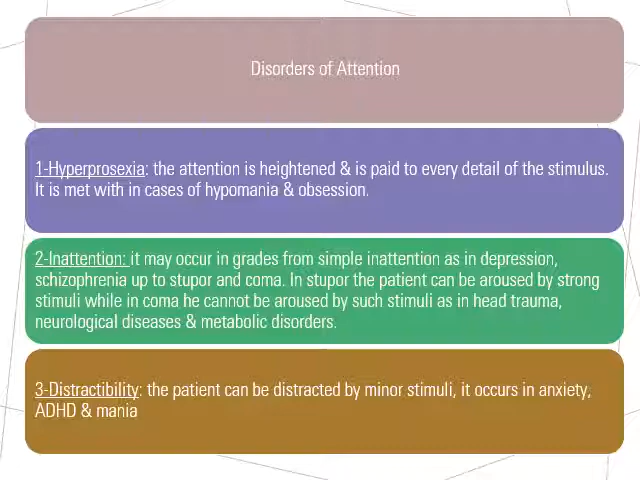 Disorders of Attention
1-Hyperprosexia: the attention is heightened & is paid to every detail of the stimulus.
It is met with in cases of hypomania & obsession.
2-Inattention: it may occur in grades from simple inattention as in depression,
schizophrenia up to stupor and coma. In stupor the patient can be aroused by strong
stimuli while in coma he cannot be aroused by such stimuli as in head trauma,
neurological diseases & metabolic disorders.
3-Distractibility: the patient can be distracted by minor stimuli, it occurs in anxiety,
ADHD & mania